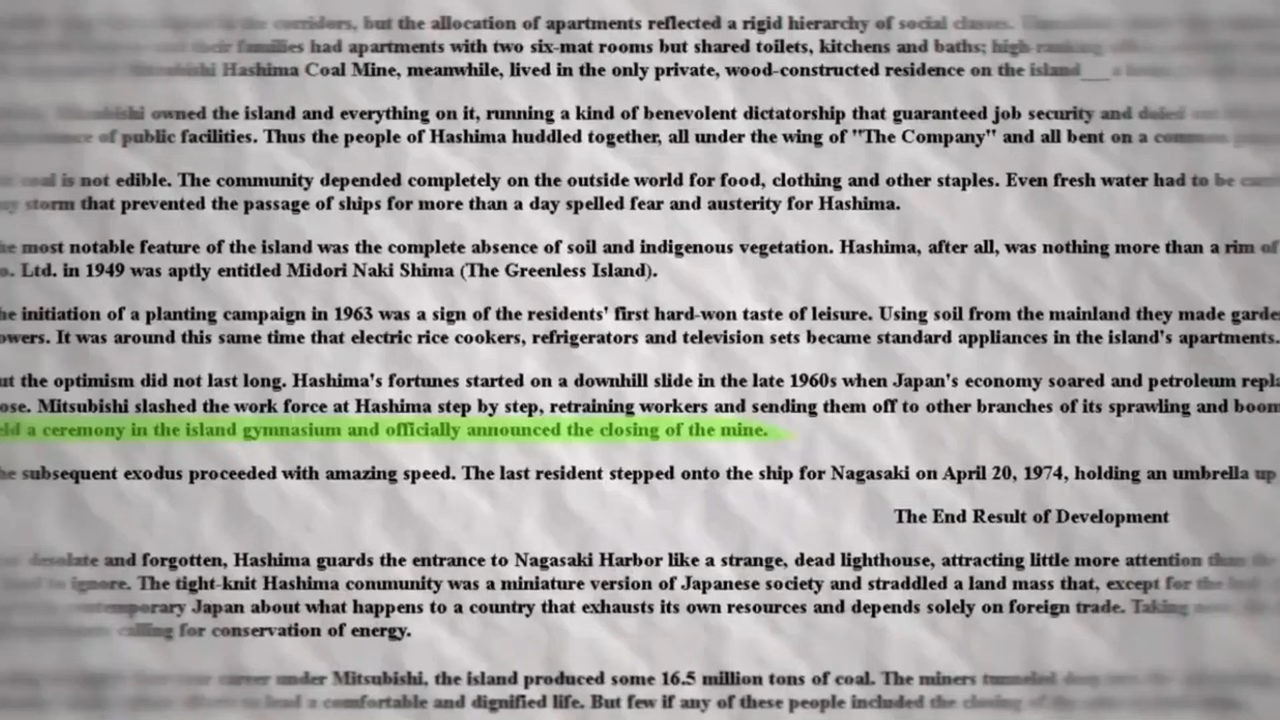 corridors, but the allocation of apartments reflected a rigid hierarchy of social classes.
their families had apartments with two six-mat rooms but shared toilets, kitchens and baths; high-ranking
Hashima Coal Mine, meanwhile, lived in the only private, wood-constructed residence on the island___
owned the island and everything on it, running a kind of benevolent dictatorship that guaranteed job security and
of public facilities. Thus the people of Hashima huddled together, all under the wing of "The Company" and all bent on a common
coal is not edible. The community depended completely on the outside world for food, clothing and other staples. Even fresh water had to be
storm that prevented the passage of ships for more than a day spelled fear and austerity for Hashima.
most notable feature of the island was the complete absence of soil and indigenous vegetation. Hashima, after all, was nothing more than a rim of
Ltd. in 1949 was aptly entitled Midori Naki Shima (The Greenless Island).
initiation of a planting campaign in 1963 was a sign of the residents' first hard-won taste of leisure. Using soil from the mainland they made garde
owers. It was around this same time that electric rice cookers, refrigerators and television sets became standard appliances in the island's apartments.
ut the optimism did not last long. Hashima's fortunes started on a downhill slide in the late 1960s when Japan's economy soared and petroleum repla
ose. Mitsubishi slashed the work force at Hashima step by step, retraining workers and sending them off to other branches of its sprawling and boom
eld a ceremony in the island gymnasium and officially announced the closing of the mine.
he subsequent exodus proceeded with amazing speed. The last resident stepped onto the ship for Nagasaki on April 20, 1974, holding an umbrella up
The End Result of Development
desolate and forgotten, Hashima guards the entrance to Nagasaki Harbor like a strange, dead lighthouse, attracting little more attention than
ignore. The tight-knit Hashima community was a miniature version of Japanese society and straddled a land mass that, except for the
Japan about what happens to a country that exhausts its own resources and depends solely on foreign trade. Taking
calling for conservation of energy.
under Mitsubishi, the island produced some 16.5 million tons of coal. The miners tunneled
to lead a comfortable and dignified life. But few if any of these people included the closing of the